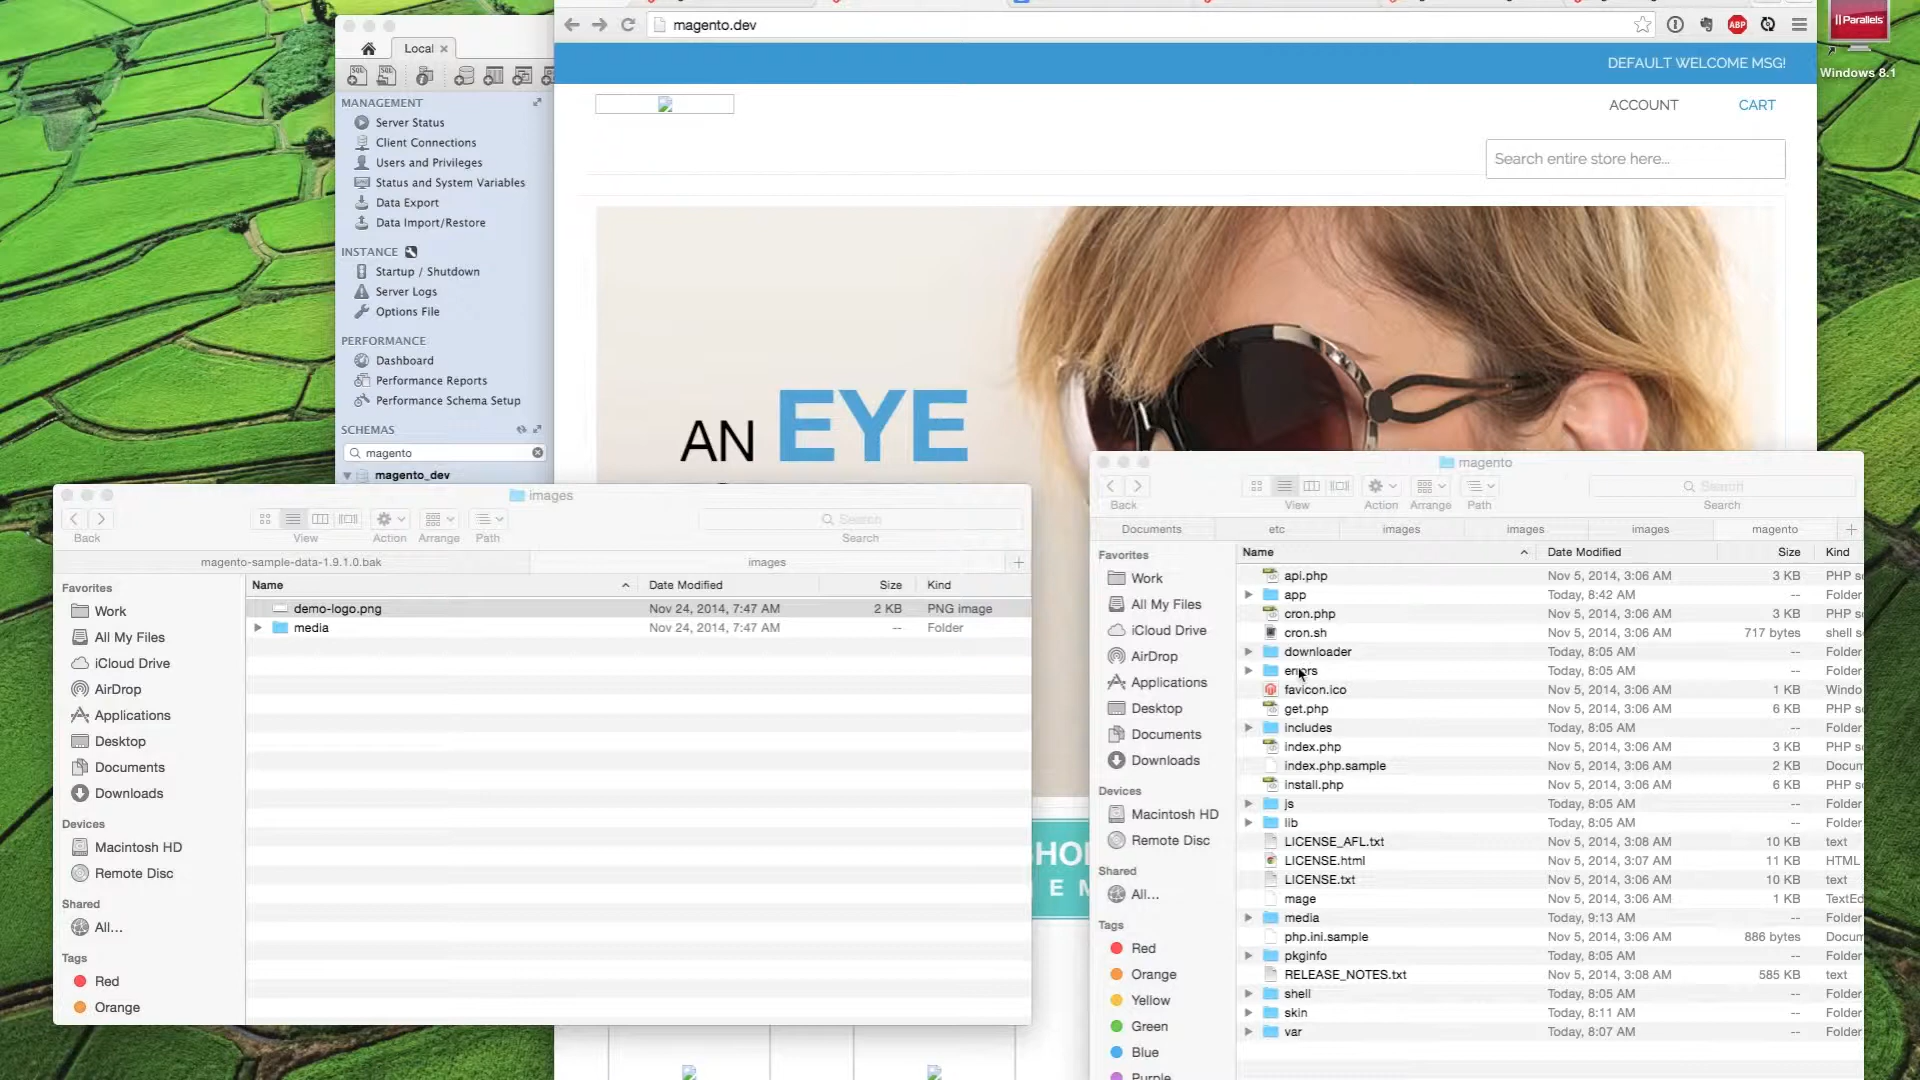 magento.dev
Windows 8.1
Parallels
ABP
Local
DEFAULT WELCOME MSG!
ACCOUNT
CART
Search entire store here...
AN EYE
MANAGEMENT
Server Status
Client Connections
Users and Privileges
Status and System Variables
Data Export
Data Import/Restore
INSTANCE
Startup / Shutdown
Server Logs
Options File
PERFORMANCE
Dashboard
Performance Reports
Performance Schema Setup
SCHEMAS
magento
magento_dev
images
Back
View
Action
Arrange
Path
Search
Search
magento-sample-data-1.9.1.0.bak
images
Favorites
Work
All My Files
iCloud Drive
AirDrop
Applications
Desktop
Documents
Downloads
Devices
Macintosh HD
Remote Disc
Shared
All...
Tags
Red
Orange
Name Date Modified Size Kind
demo-logo.png Nov 24, 2014, 7:47 AM 2 KB PNG image
media Nov 24, 2014, 7:47 AM -- Folder
SHO
E
magento
Back
View
Action
Arrange
Path
Search
Search
Documents
etc
images
images
images
magento
Favorites
Work
All My Files
iCloud Drive
AirDrop
Applications
Desktop
Documents
Downloads
Devices
Macintosh HD
Remote Disc
Shared
All...
Tags
Red
Orange
Yellow
Green
Blue
Purple
Name Date Modified Size Kind
api.php Nov 5, 2014, 3:06 AM 3 KB PHP s
app Today, 8:42 AM -- Folder
cron.php Nov 5, 2014, 3:06 AM 3 KB PHP s
cron.sh Nov 5, 2014, 3:06 AM 717 bytes shell s
downloader Today, 8:05 AM -- Folder
errors Today, 8:05 AM -- Folder
favicon.ico Nov 5, 2014, 3:06 AM 1 KB Windo
get.php Nov 5, 2014, 3:06 AM 6 KB PHP s
includes Today, 8:05 AM -- Folder
index.php Nov 5, 2014, 3:06 AM 3 KB PHP s
index.php.sample Nov 5, 2014, 3:06 AM 2 KB Docum
install.php Nov 5, 2014, 3:06 AM 6 KB PHP s
js Today, 8:05 AM -- Folder
lib Today, 8:05 AM -- Folder
LICENSE_AFL.txt Nov 5, 2014, 3:08 AM 10 KB text
LICENSE.html Nov 5, 2014, 3:07 AM 11 KB HTML
LICENSE.txt Nov 5, 2014, 3:06 AM 10 KB text
mage Nov 5, 2014, 3:06 AM 1 KB TextEd
media Today, 9:13 AM -- Folder
php.ini.sample Nov 5, 2014, 3:06 AM 886 bytes Docum
pkginfo Today, 8:05 AM -- Folder
RELEASE_NOTES.txt Nov 5, 2014, 3:08 AM 585 KB text
shell Today, 8:05 AM -- Folder
skin Today, 8:11 AM -- Folder
var Today, 8:07 AM -- Folder